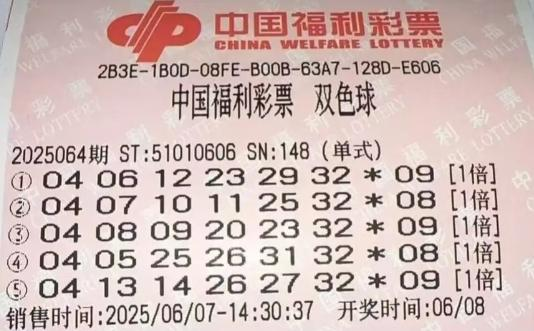 中国福利彩票
CHINA WELFARE LOTTERY
2B3E-1B0D-08FE-B00B-63A7-128D-E606
中国福利彩票 双色球
2025064期 ST:51010606 SN:148 (单式)
① 04 06 12 23 29 32 * 09 [1倍]
② 04 07 10 11 25 32 * 08 [1倍]
③ 04 08 09 20 23 32 * 09 [1倍]
④ 04 05 25 26 31 32 * 08 [1倍]
⑤ 04 13 14 26 27 32 * 09 [1倍]
销售时间:2025/06/07-14:30:37 开奖时间:06/08